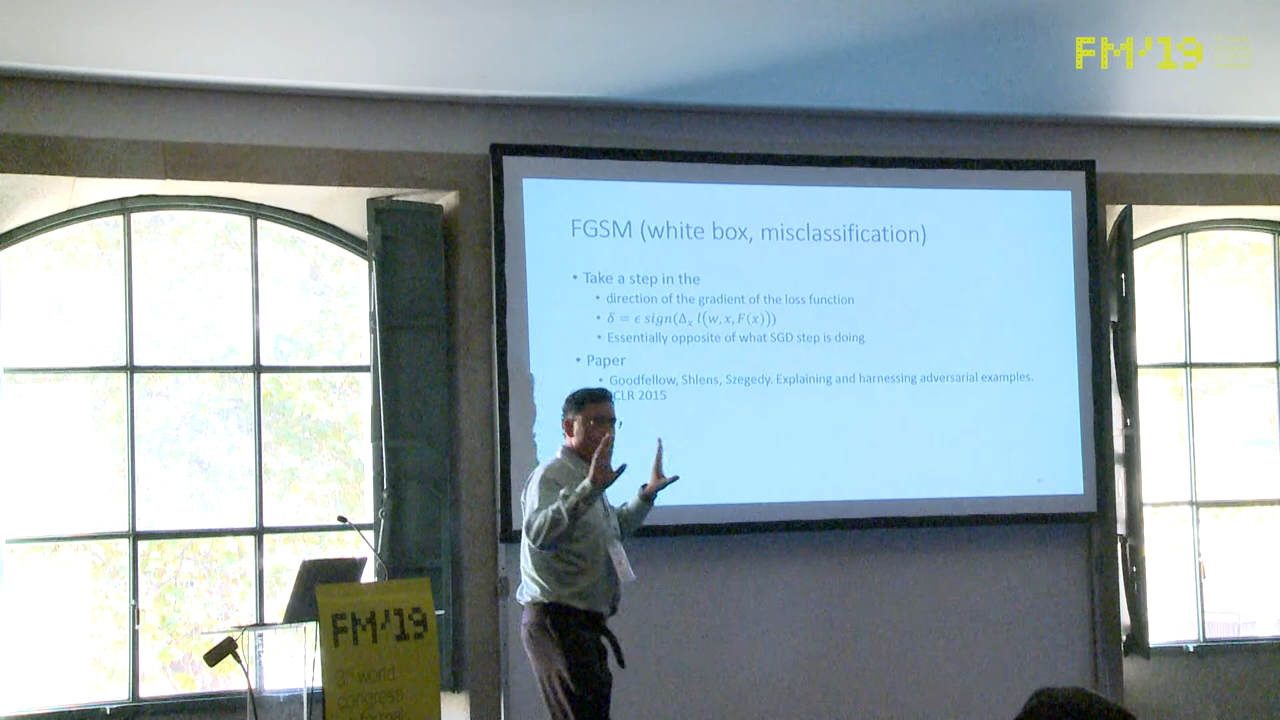 FM'19
FGSM (white box, misclassification)
• Take a step in the
• direction of the gradient of the loss function
• δ = ϵ sign(Δₓ l(w, x, F(x)))
• Essentially opposite of what SGD step is doing
• Paper
• Goodfellow, Shlens, Szegedy. Explaining and harnessing adversarial examples.
CLR 2015
FM'19
3rd world
congress